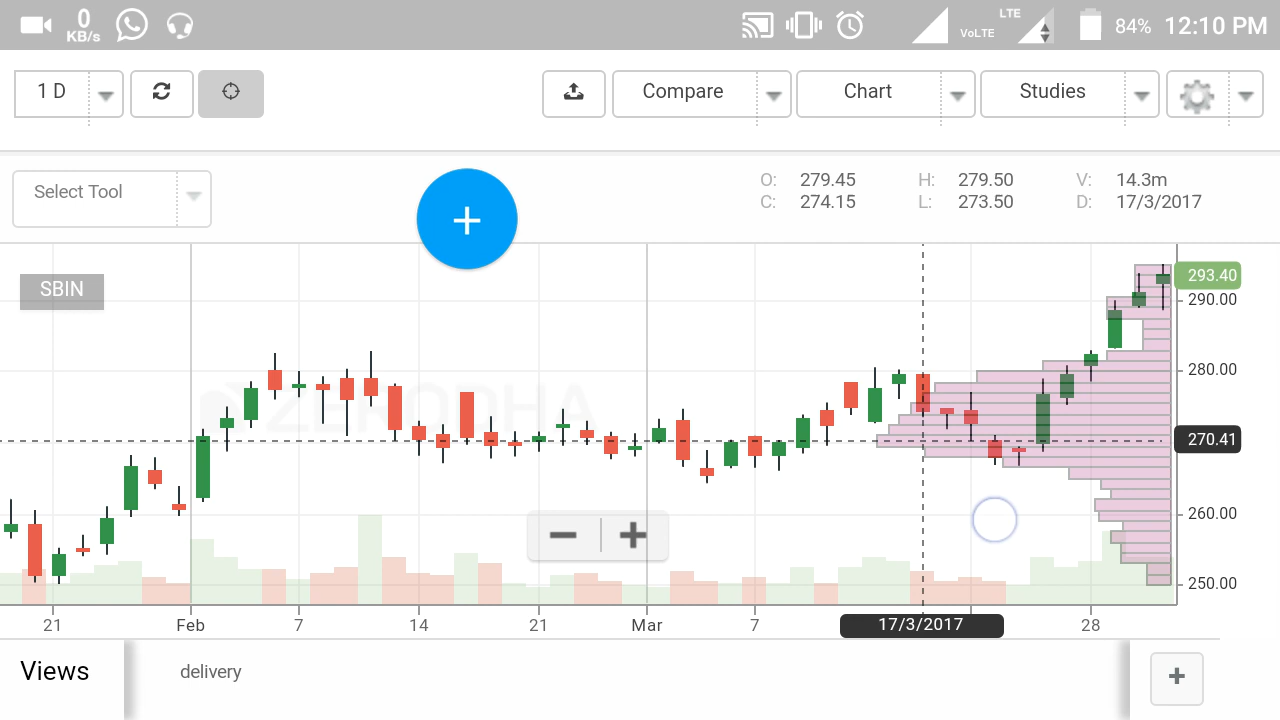 0
KB/s
VoLTE LTE 84% 12:10 PM
1 D
Compare Chart Studies
Select Tool
O: 279.45 H: 279.50 V: 14.3m
C: 274.15 L: 273.50 D: 17/3/2017
SBIN
ZERODHA
293.40
290.00
280.00
270.41
260.00
250.00
21 Feb 7 14 21 Mar 7 17/3/2017 28
Views delivery